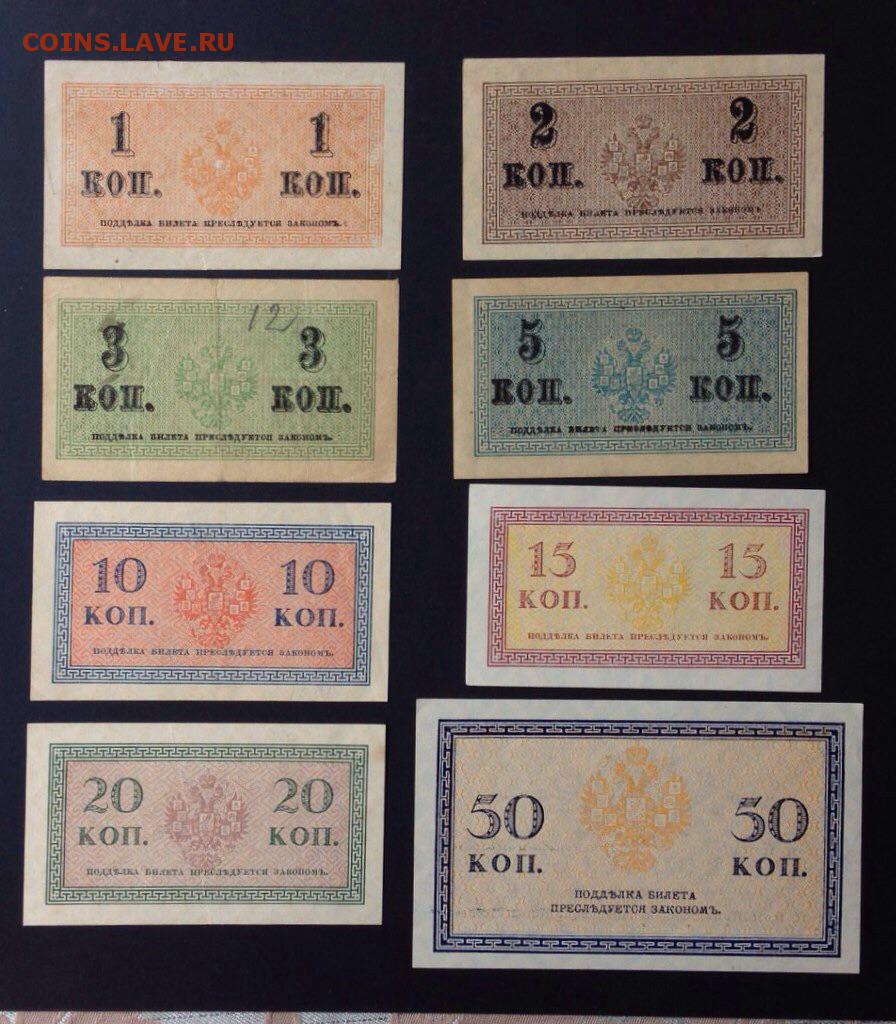 COINS.LAVE.RU
1 1
КОП. КОП.
ПОДДѢЛКА БИЛЕТА ПРЕСЛѢДУЕТСЯ ЗАКОНОМЪ.
2 2
КОП. КОП.
ПОДДѢЛКА БИЛЕТА ПРЕСЛѢДУЕТСЯ ЗАКОНОМЪ.
12
3 3
КОП. КОП.
ПОДДѢЛКА БИЛЕТА ПРЕСЛѢДУЕТСЯ ЗАКОНОМЪ.
5 5
КОП. КОП.
ПОДДѢЛКА БИЛЕТА ПРЕСЛѢДУЕТСЯ ЗАКОНОМЪ.
10 10
КОП. КОП.
ПОДДѢЛКА БИЛЕТА ПРЕСЛѢДУЕТСЯ ЗАКОНОМЪ.
15 15
КОП. КОП.
ПОДДѢЛКА БИЛЕТА ПРЕСЛѢДУЕТСЯ ЗАКОНОМЪ.
20 20
КОП. КОП.
ПОДДѢЛКА БИЛЕТА ПРЕСЛѢДУЕТСЯ ЗАКОНОМЪ.
50 50
КОП. КОП.
ПОДДѢЛКА БИЛЕТА
ПРЕСЛѢДУЕТСЯ ЗАКОНОМЪ.